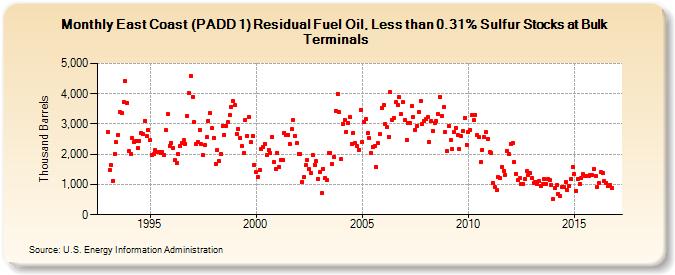 Monthly East Coast (PADD 1) Residual Fuel Oil, Less than 0.31% Sulfur Stocks at Bulk
Terminals
Thousand Barrels
5,000
4,000
3,000
2,000
1,000
0
1995
2000
2005
2010
2015
Source: U.S. Energy Information Administration